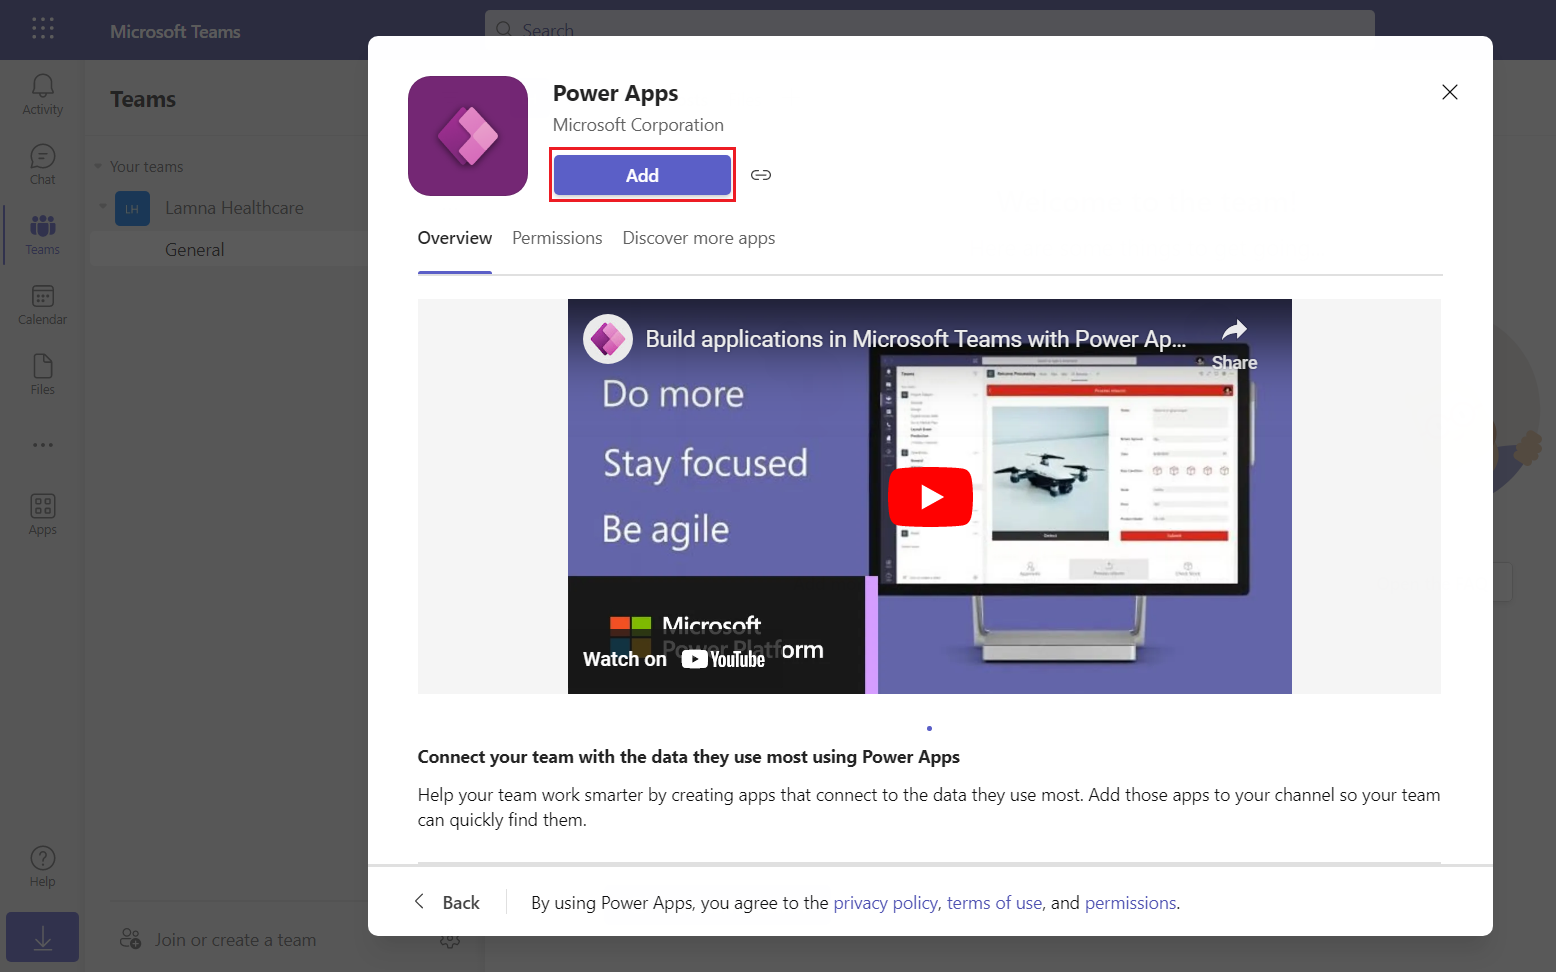 Microsoft Teams
Search
Activity
Chat
Teams
Calendar
Files
Apps
Help
Teams
Your teams
LH
Lamna Healthcare
General
Join or create a team
Power Apps
Microsoft Corporation
Add
Overview
Permissions
Discover more apps
Build applications in Microsoft Teams with Power Ap...
Share
Do more
Stay focused
Be agile
Microsoft
Power Platform
Watch on YouTube
Connect your team with the data they use most using Power Apps
Help your team work smarter by creating apps that connect to the data they use most. Add those apps to your channel so your team
can quickly find them.
Back
By using Power Apps, you agree to the privacy policy, terms of use, and permissions.